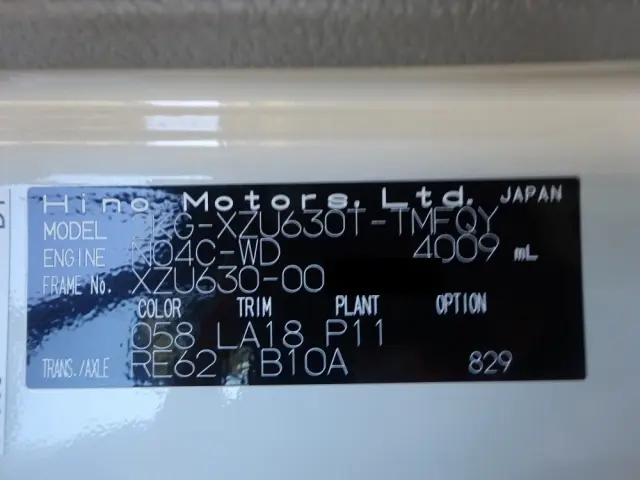 Hino Motors, Ltd. JAPAN
MODEL TKG-XZU630T-TMFQY
ENGINE N04C-WD 4009 mL
FRAME No. XZU630-00
COLOR TRIM PLANT OPTION
058 LA18 P11
TRANS./AXLE RE62 B10A 829